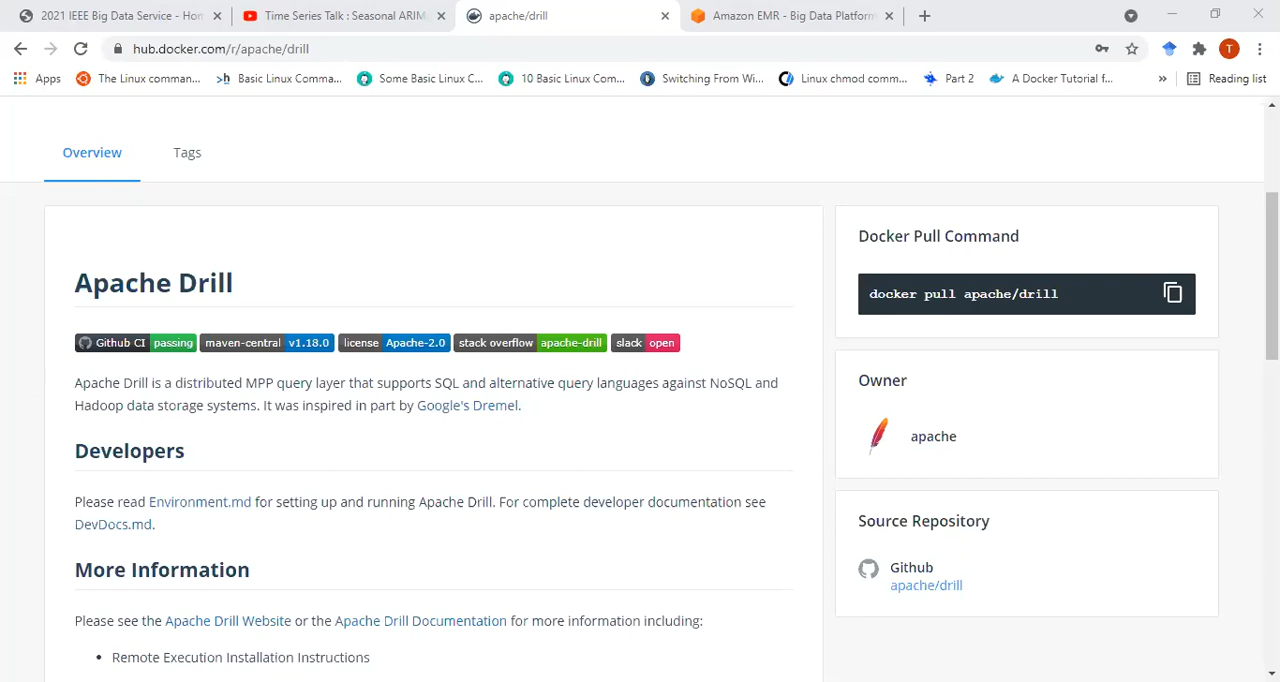 2021 IEEE Big Data Service - Hon
Time Series Talk : Seasonal ARIM
apache/drill
Amazon EMR - Big Data Platform
hub.docker.com/r/apache/drill
T
Apps
The Linux comman...
Basic Linux Comma...
Some Basic Linux C...
10 Basic Linux Com...
Switching From Wi...
Linux chmod comm...
Part 2
A Docker Tutorial f...
»
Reading list
Overview
Tags
Apache Drill
Github CI passing
maven-central v1.18.0
license Apache-2.0
stack overflow apache-drill
slack open
Apache Drill is a distributed MPP query layer that supports SQL and alternative query languages against NoSQL and
Hadoop data storage systems. It was inspired in part by Google's Dremel.
Developers
Please read Environment.md for setting up and running Apache Drill. For complete developer documentation see
DevDocs.md.
More Information
Please see the Apache Drill Website or the Apache Drill Documentation for more information including:
• Remote Execution Installation Instructions
Docker Pull Command
docker pull apache/drill
Owner
apache
Source Repository
Github
apache/drill